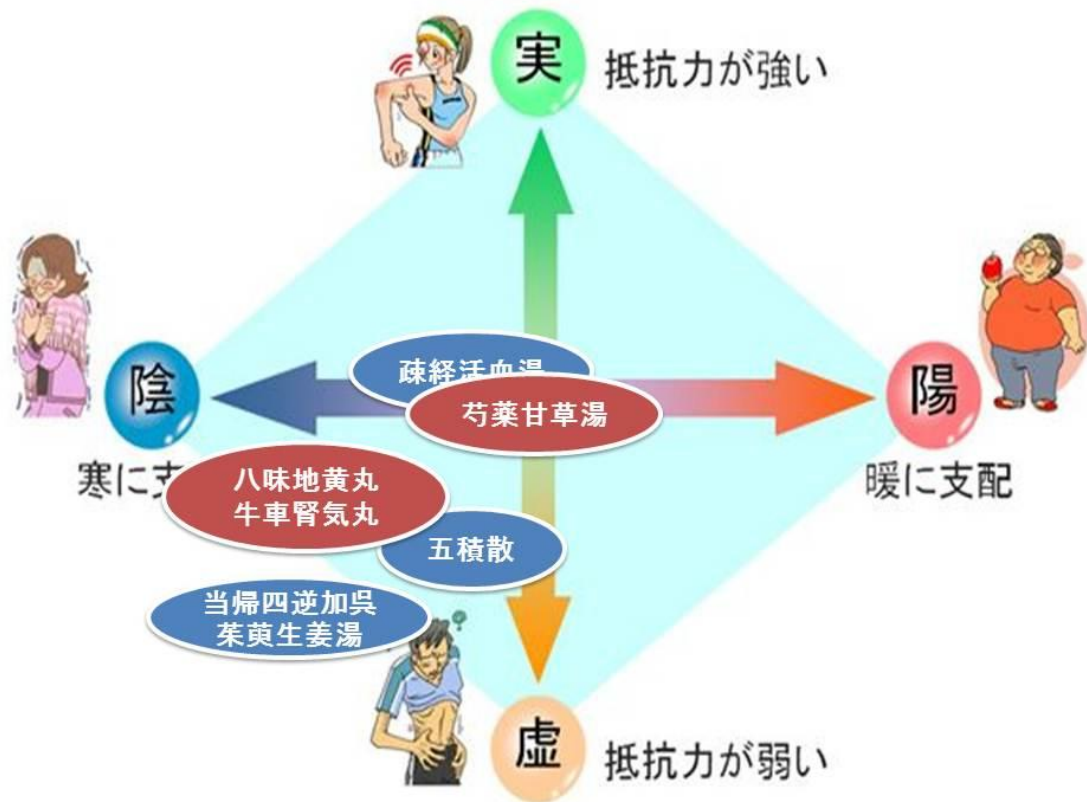 実
抵抗力が強い
疎経活血湯
芍薬甘草湯
陰
陽
寒に支
暖に支配
八味地黄丸
牛車腎気丸
五積散
当帰四逆加呉
茱萸生姜湯
虚
抵抗力が弱い